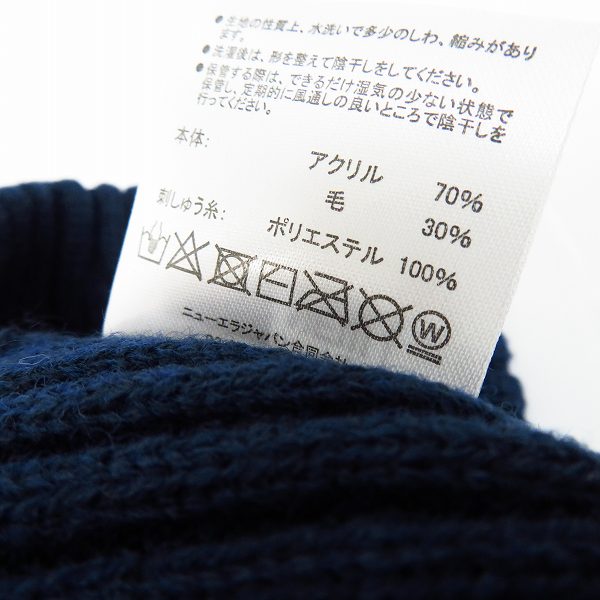 ●生地の性質上、水洗いで多少のしわ、縮みがあり
ます。
●洗濯後は、形を整えて陰干しをしてください。
●保管する際は、できるだけ湿気の少ない状態で
保管し、定期的に風通しの良いところで陰干しを
行ってください。
本体:
アクリル 70%
毛 30%
刺しゅう糸:
ポリエステル 100%
W
ニューエラジャパン合同会社